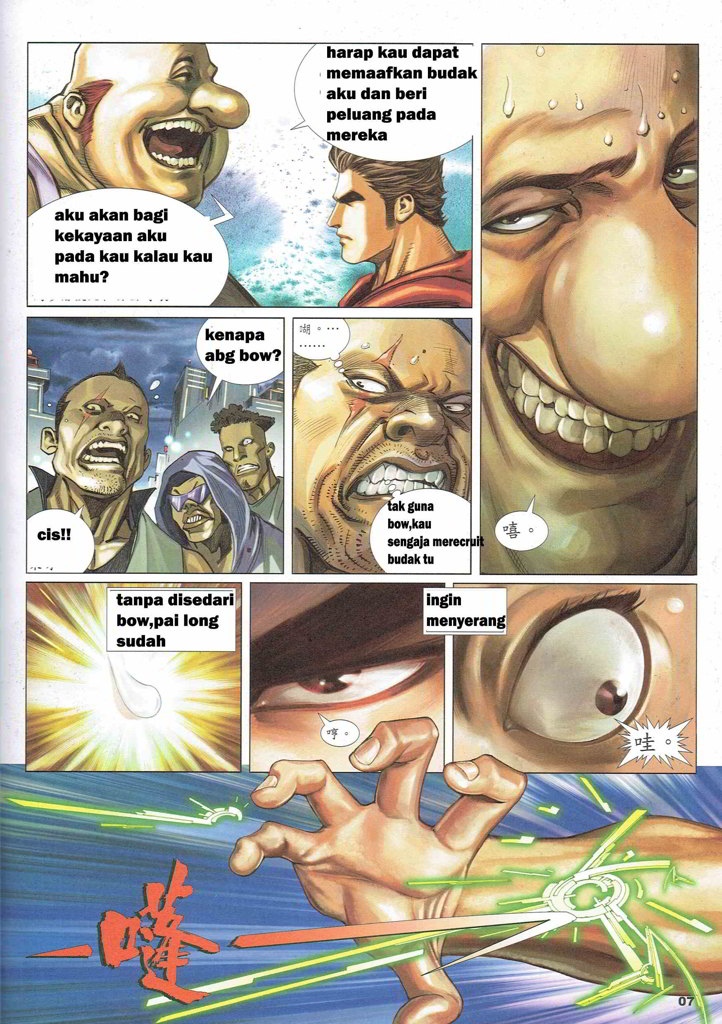 harap kau dapat
memaafkan budak
aku dan beri
peluang pada
mereka
aku akan bagi
kekayaan aku
pada kau kalau kau
mahu?
嘻。
kenapa
abg bow?
cis!!
……
……
tak guna
bow,kau
sengaja merecruit
budak tu
tanpa disedari
bow,pai long
sudah
哼。
ingin
menyerang
哇。
噠
07